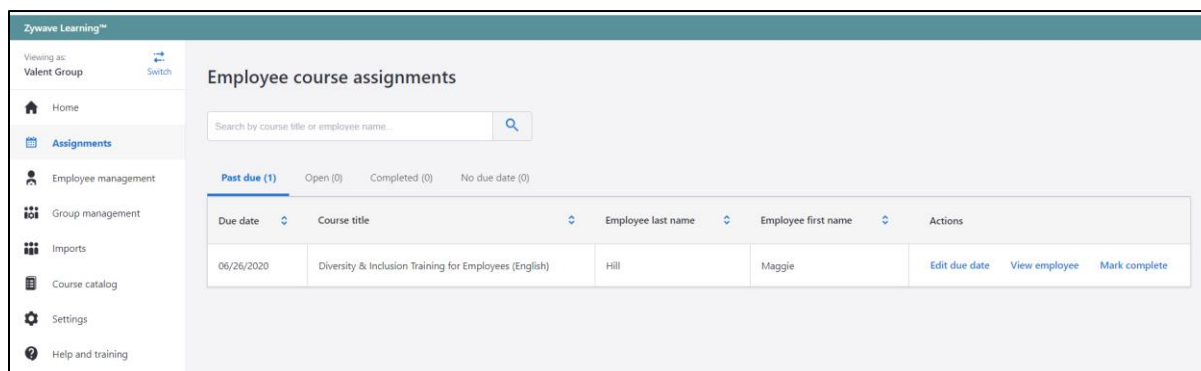 Zywave Learning™
Viewing as:
Valent Group
Switch
Home
Assignments
Employee management
Group management
Imports
Course catalog
Settings
Help and training
Employee course assignments
Search by course title or employee name...
Past due (1) Open (0) Completed (0) No due date (0)
Due date Course title Employee last name Employee first name Actions
06/26/2020 Diversity & Inclusion Training for Employees (English) Hill Maggie Edit due date View employee Mark complete